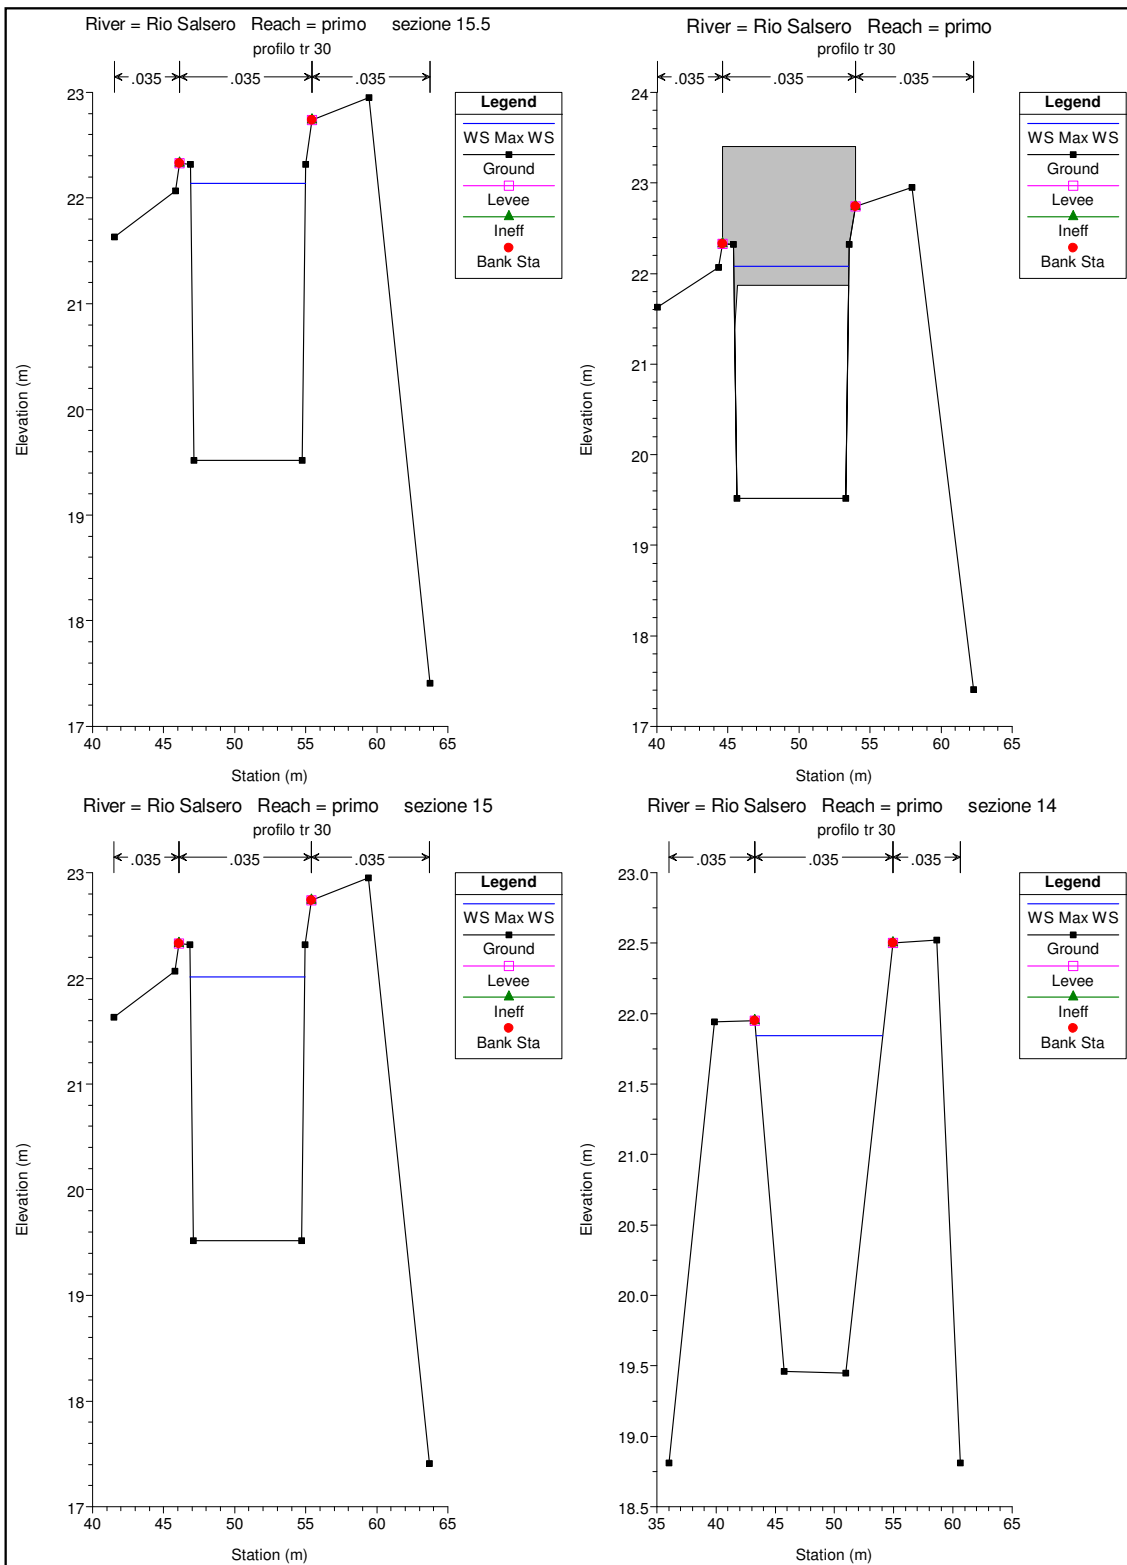 River = Rio Salsero Reach = primo sezione 15.5
profilo tr 30
.035 .035 .035
23
22
21
20
19
18
17
40 45 50 55 60 65
Elevation (m)
Station (m)
Legend
WS Max WS
Ground
Levee
Ineff
Bank Sta
River = Rio Salsero Reach = primo
profilo tr 30
.035 .035 .035
24
23
22
21
20
19
18
17
40 45 50 55 60 65
Elevation (m)
Station (m)
Legend
WS Max WS
Ground
Levee
Ineff
Bank Sta
River = Rio Salsero Reach = primo sezione 15
profilo tr 30
.035 .035 .035
23
22
21
20
19
18
17
40 45 50 55 60 65
Elevation (m)
Station (m)
Legend
WS Max WS
Ground
Levee
Ineff
Bank Sta
River = Rio Salsero Reach = primo sezione 14
profilo tr 30
.035 .035 .035
23.0
22.5
22.0
21.5
21.0
20.5
20.0
19.5
19.0
18.5
35 40 45 50 55 60 65
Elevation (m)
Station (m)
Legend
WS Max WS
Ground
Levee
Ineff
Bank Sta